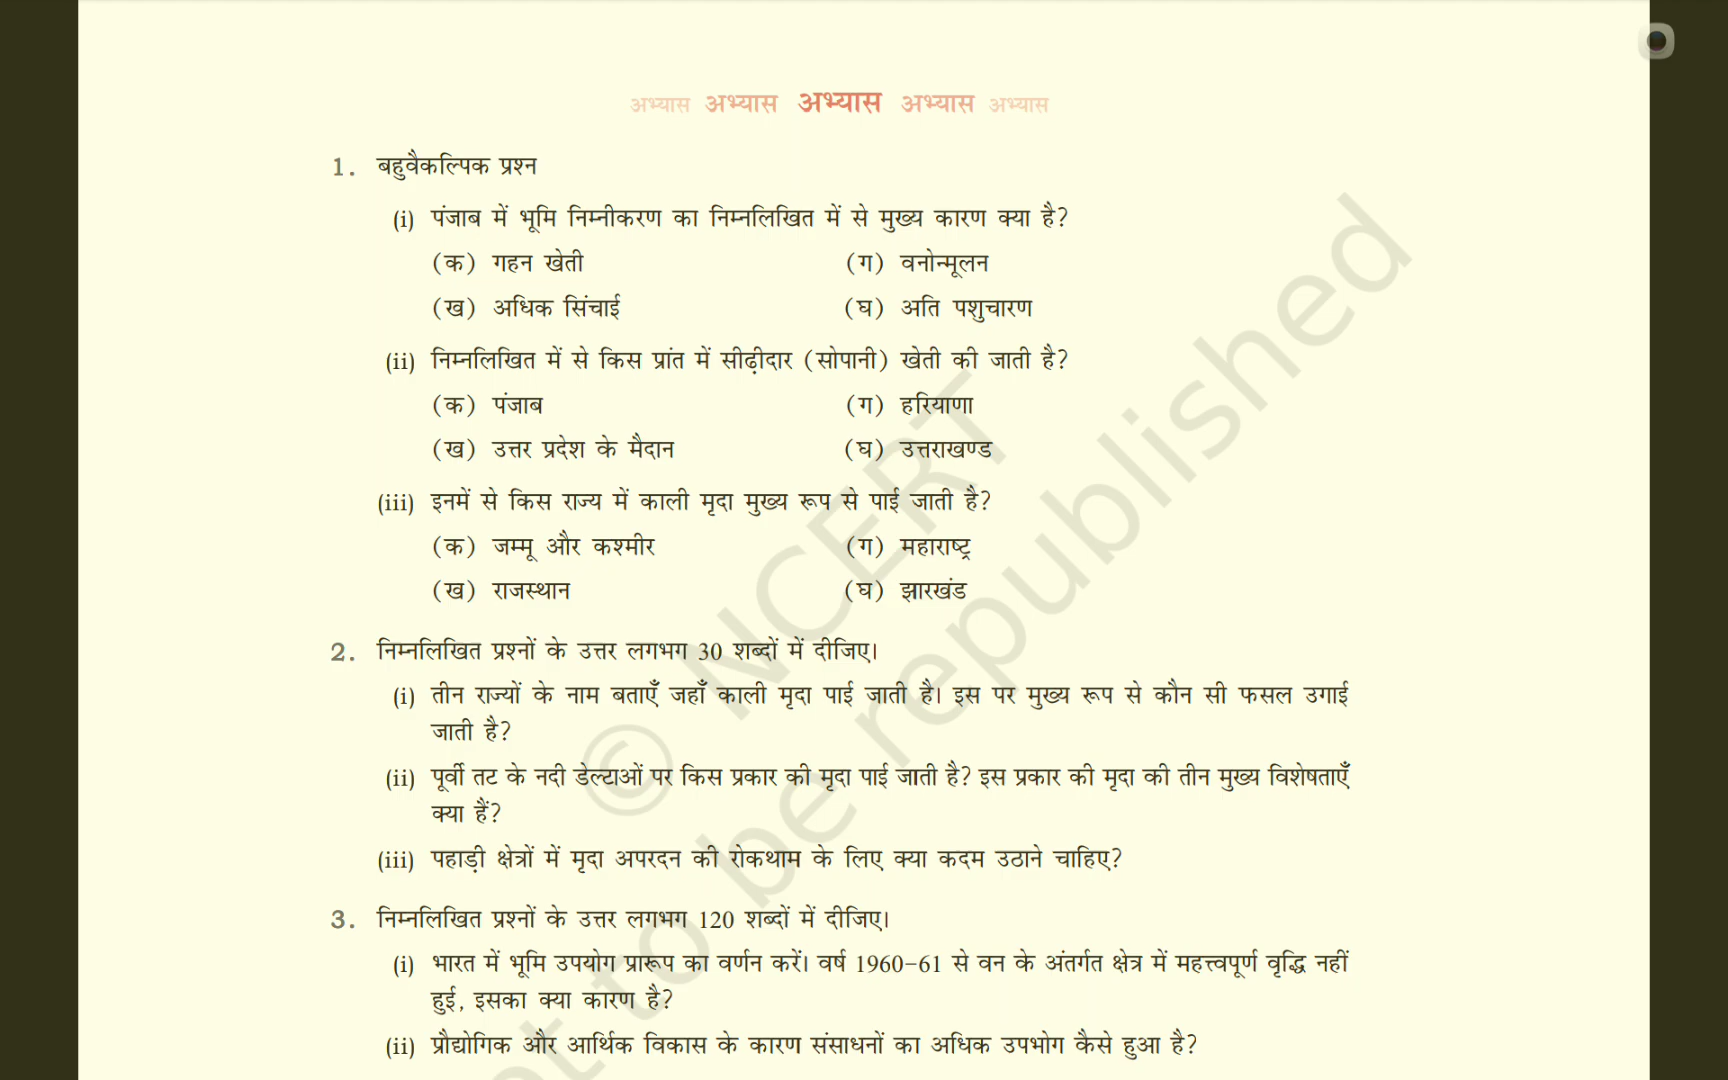 अभ्यास अभ्यास अभ्यास अभ्यास अभ्यास
1. बहुवैकल्पिक प्रश्न
(i) पंजाब में भूमि निम्नीकरण का निम्नलिखित में से मुख्य कारण क्या है?
(क) गहन खेती (ग) वनोन्मूलन
(ख) अधिक सिंचाई (घ) अति पशुचारण
(ii) निम्नलिखित में से किस प्रांत में सीढ़ीदार (सोपानी) खेती की जाती है?
(क) पंजाब (ग) हरियाणा
(ख) उत्तर प्रदेश के मैदान (घ) उत्तराखण्ड
(iii) इनमें से किस राज्य में काली मृदा मुख्य रूप से पाई जाती है?
(क) जम्मू और कश्मीर (ग) महाराष्ट्र
(ख) राजस्थान (घ) झारखंड
2. निम्नलिखित प्रश्नों के उत्तर लगभग 30 शब्दों में दीजिए।
(i) तीन राज्यों के नाम बताएँ जहाँ काली मृदा पाई जाती है। इस पर मुख्य रूप से कौन सी फसल उगाई
जाती है?
(ii) पूर्वी तट के नदी डेल्टाओं पर किस प्रकार की मृदा पाई जाती है? इस प्रकार की मृदा की तीन मुख्य विशेषताएँ
क्या हैं?
(iii) पहाड़ी क्षेत्रों में मृदा अपरदन की रोकथाम के लिए क्या कदम उठाने चाहिए?
3. निम्नलिखित प्रश्नों के उत्तर लगभग 120 शब्दों में दीजिए।
(i) भारत में भूमि उपयोग प्रारूप का वर्णन करें। वर्ष 1960-61 से वन के अंतर्गत क्षेत्र में महत्त्वपूर्ण वृद्धि नहीं
हुई, इसका क्या कारण है?
(ii) प्रौद्योगिक और आर्थिक विकास के कारण संसाधनों का अधिक उपभोग कैसे हुआ है?
© NCERT
to be republished